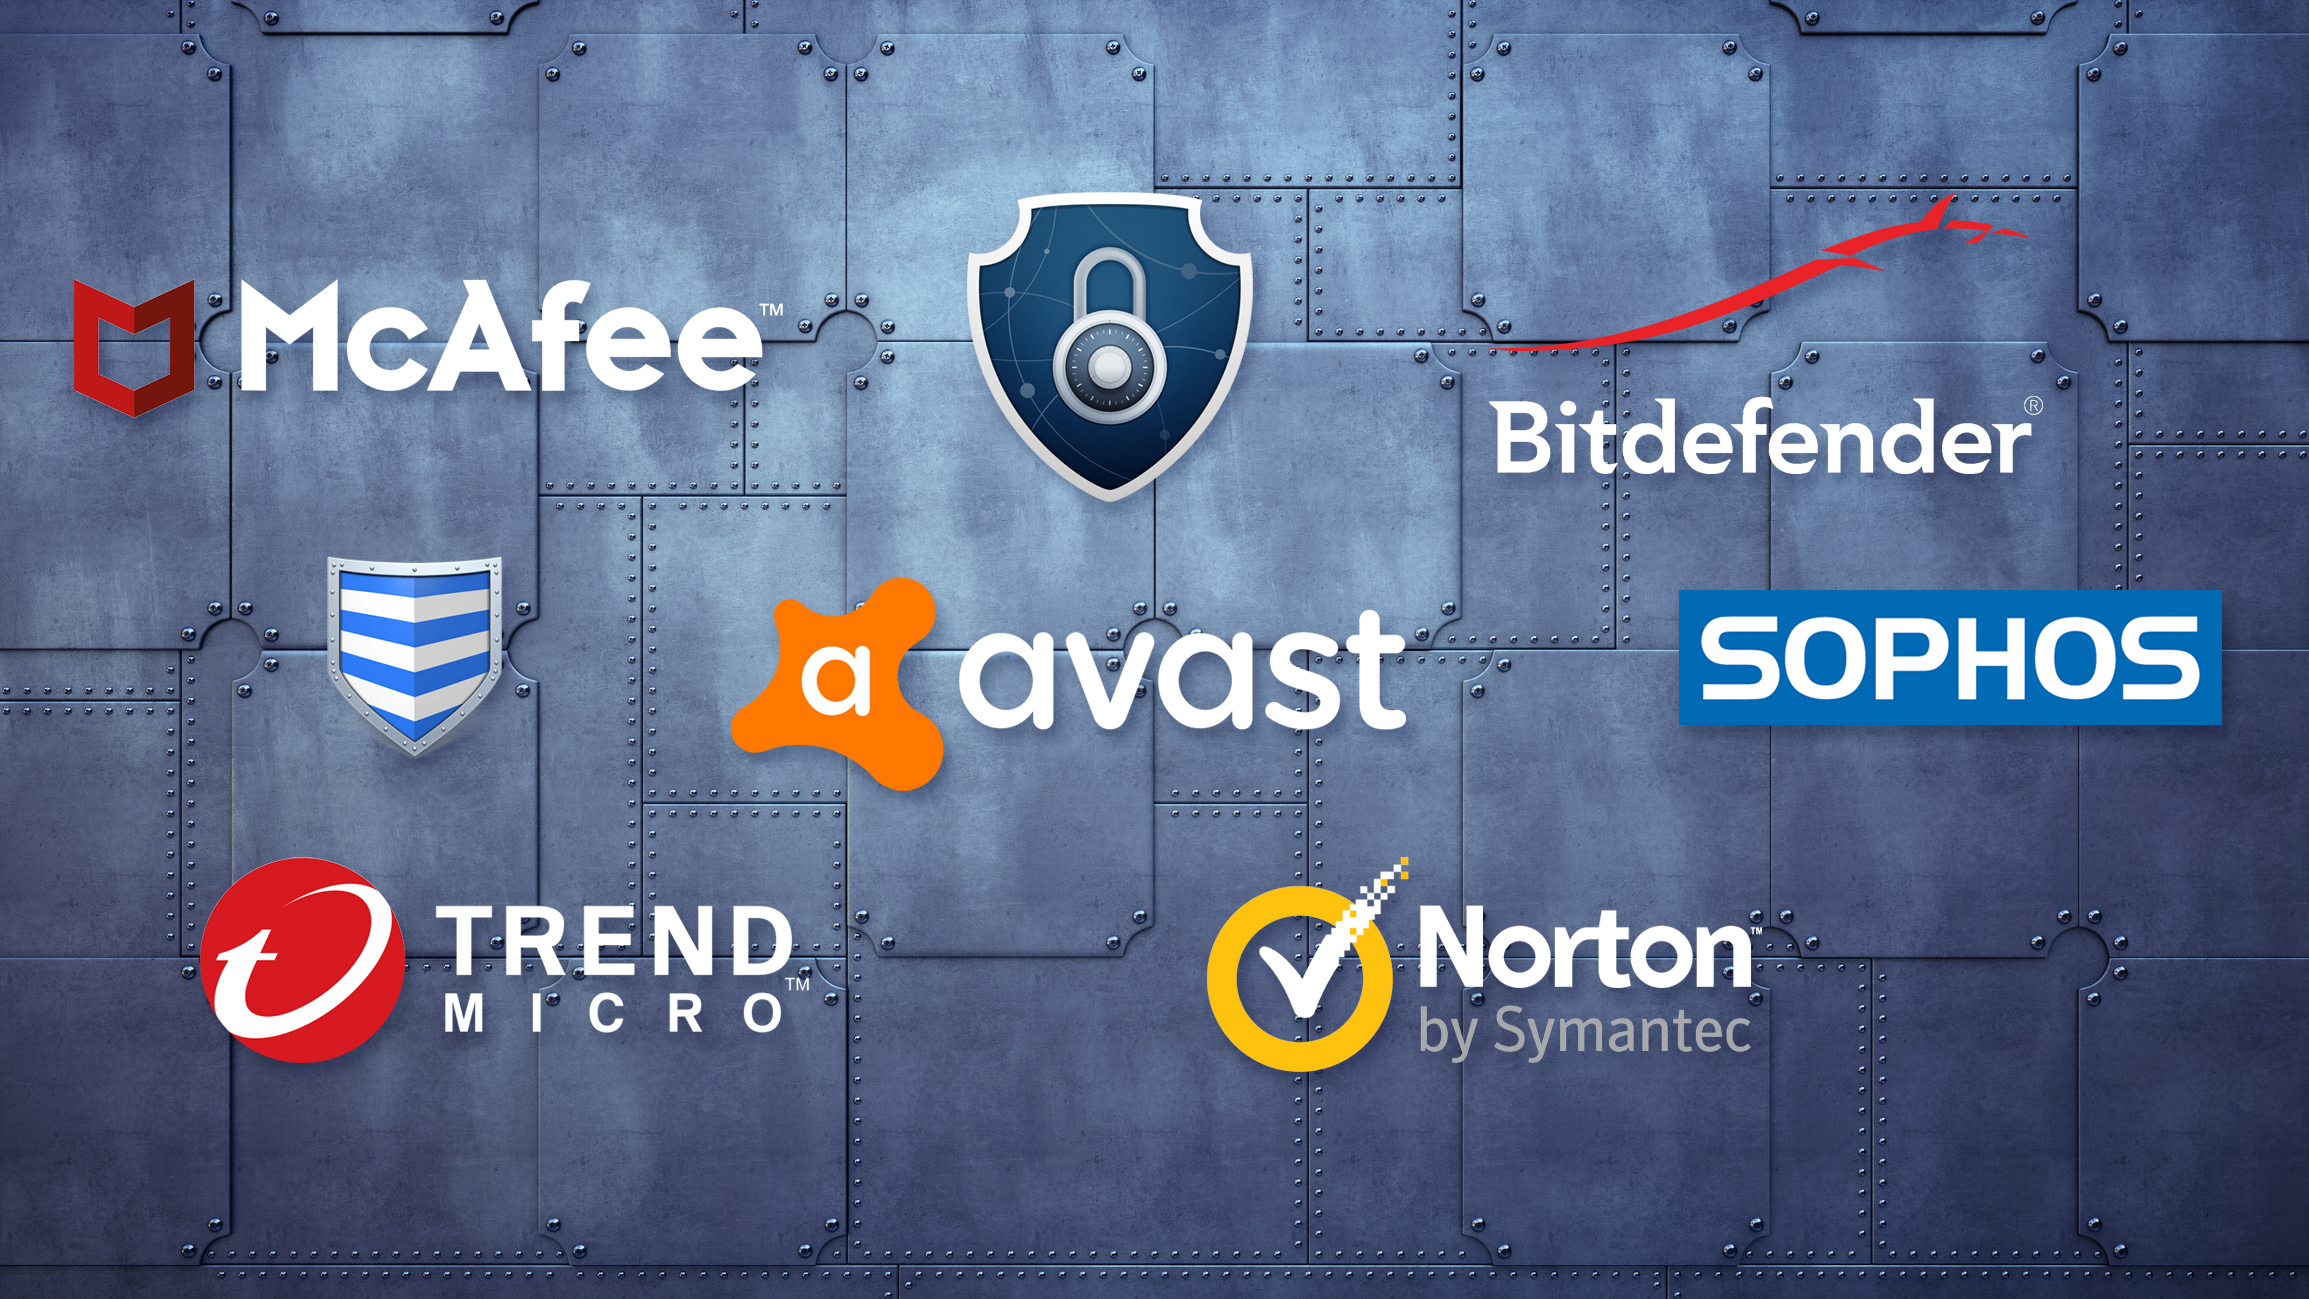 McAfee™
Bitdefender®
a avast
SOPHOS
TREND
MICRO™
Norton™
by Symantec